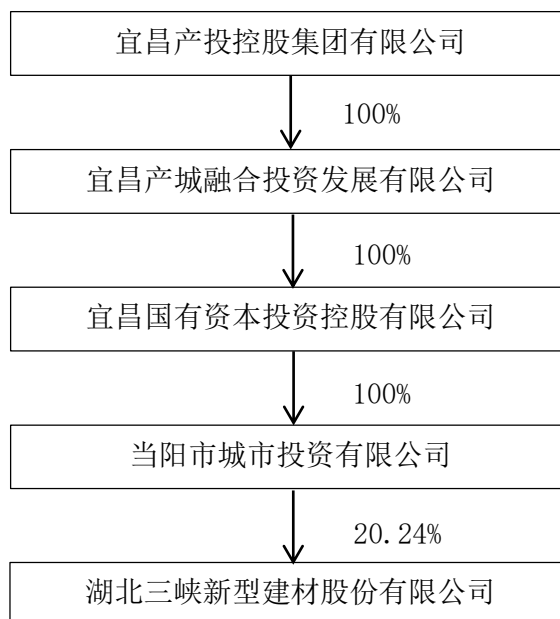 宜昌产投控股集团有限公司
100%
宜昌产城融合投资发展有限公司
100%
宜昌国有资本投资控股有限公司
100%
当阳市城市投资有限公司
20.24%
湖北三峡新型建材股份有限公司